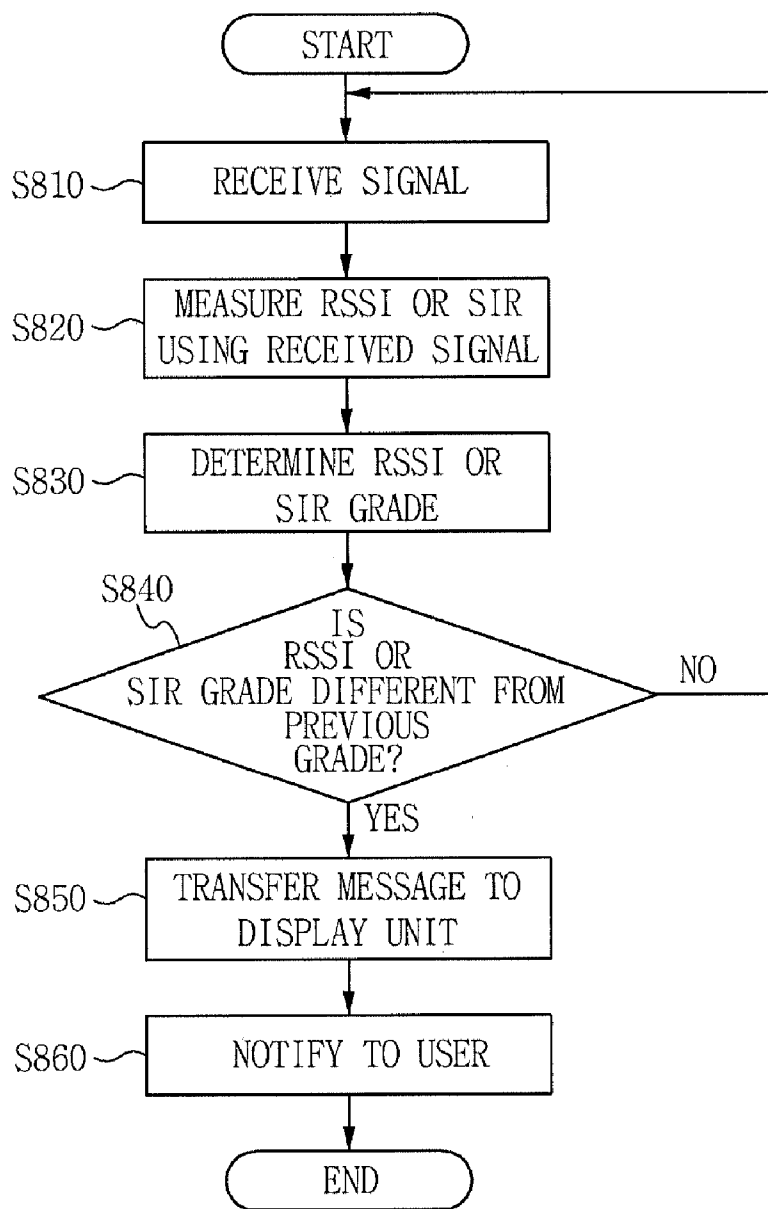 START
S810
RECEIVE SIGNAL
S820
MEASURE RSSI OR SIR
USING RECEIVED SIGNAL
S830
DETERMINE RSSI OR
SIR GRADE
S840
IS
RSSI OR
SIR GRADE DIFFERENT FROM
PREVIOUS
GRADE?
NO
YES
S850
TRANSFER MESSAGE TO
DISPLAY UNIT
S860
NOTIFY TO USER
END